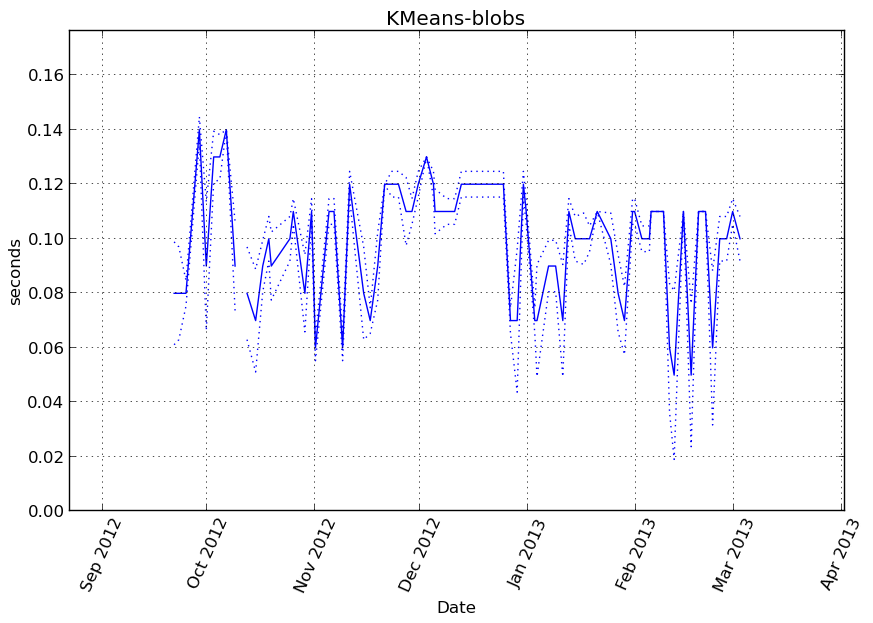 KMeans-blobs
0.16
0.14
0.12
0.10
0.08
0.06
0.04
0.02
0.00
seconds
Sep 2012
Oct 2012
Nov 2012
Dec 2012
Jan 2013
Feb 2013
Mar 2013
Apr 2013
Date